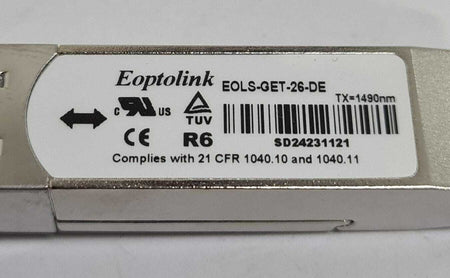 Eoptolink EOLS-GET-26-DE
TX=1490nm
c RU US
TUV
CE R6
SD24231121
Complies with 21 CFR 1040.10 and 1040.11